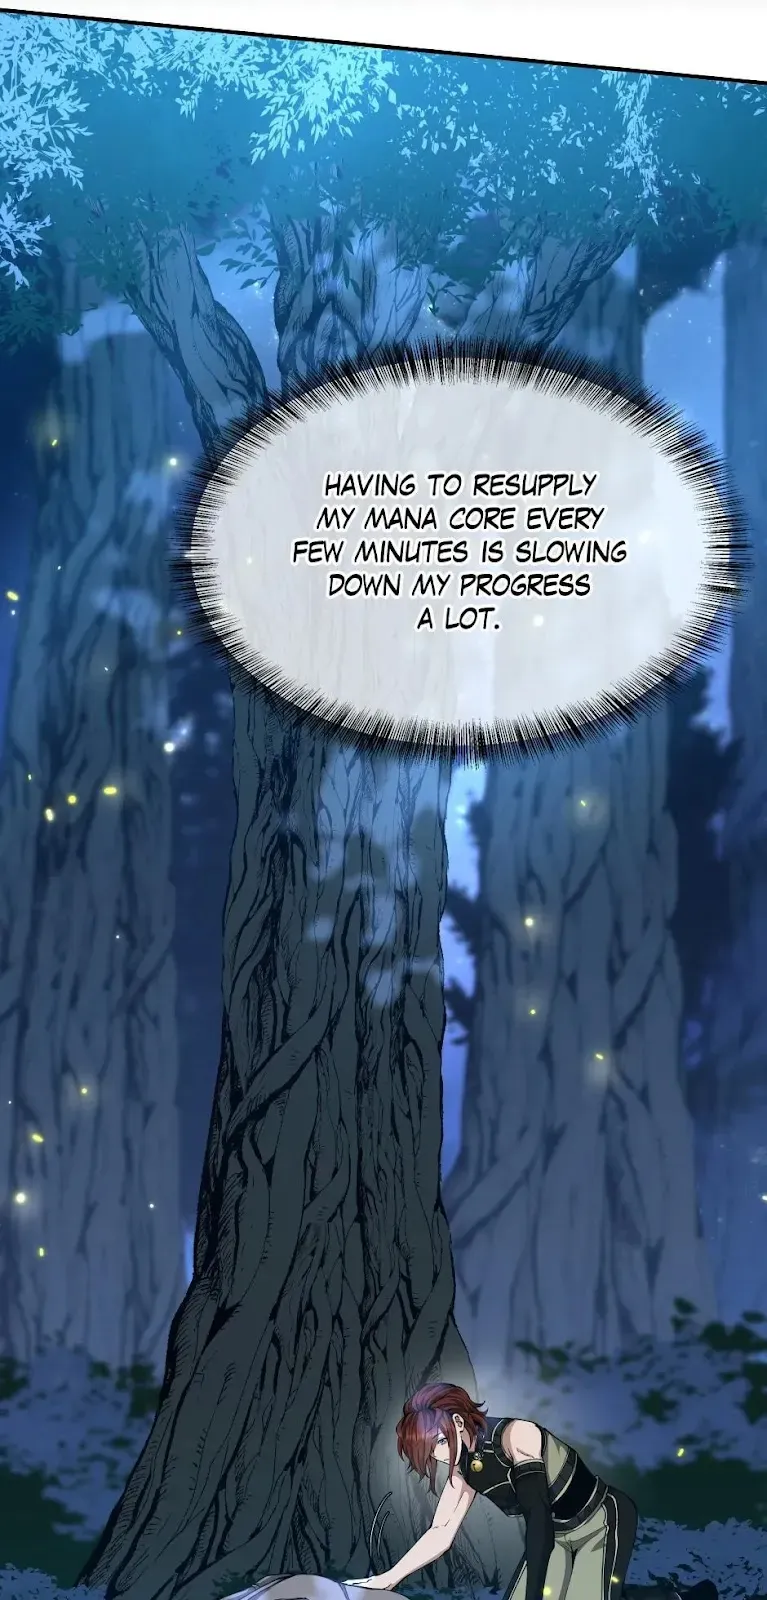 HAVING TO RESUPPLY
MY MANA CORE EVERY
FEW MINUTES IS SLOWING
DOWN MY PROGRESS
A LOT.